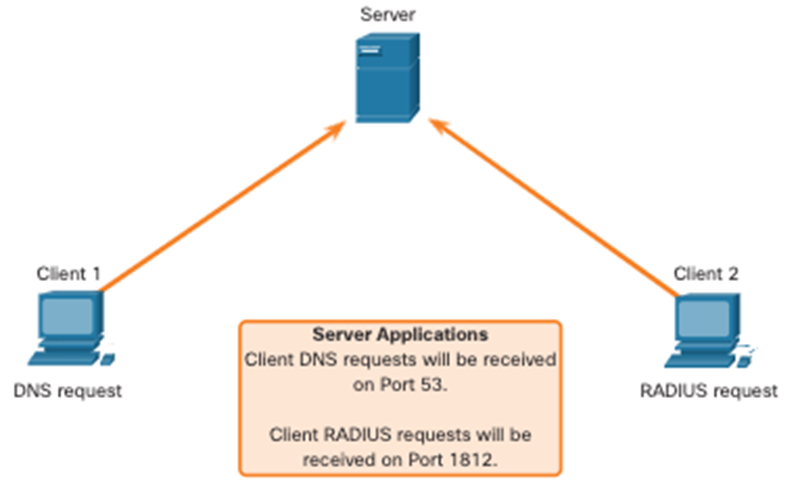 Server
Client 1
Client 2
DNS request
RADIUS request
Server Applications
Client DNS requests will be received
on Port 53.
Client RADIUS requests will be
received on Port 1812.